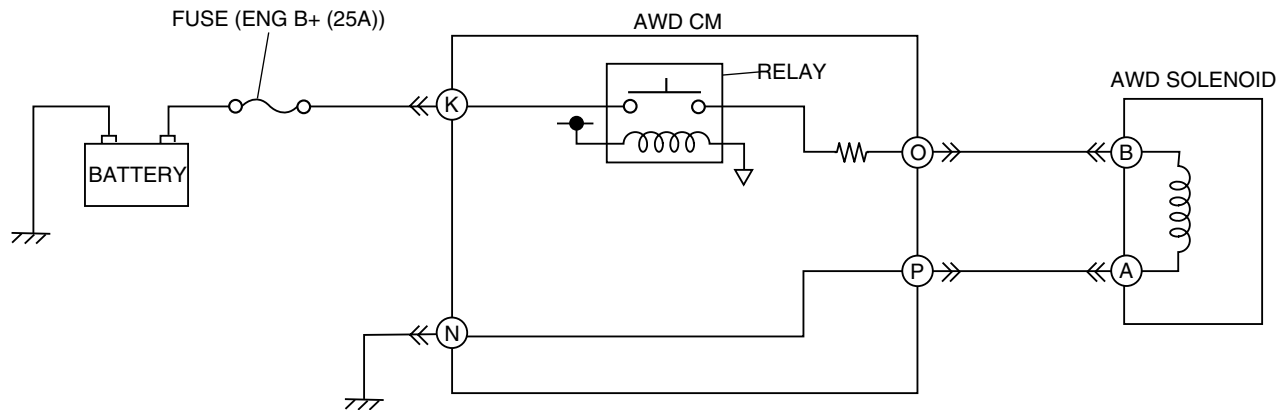 FUSE (ENG B+ (25A))
AWD CM
RELAY
AWD SOLENOID
K
BATTERY
O
B
P
A
N